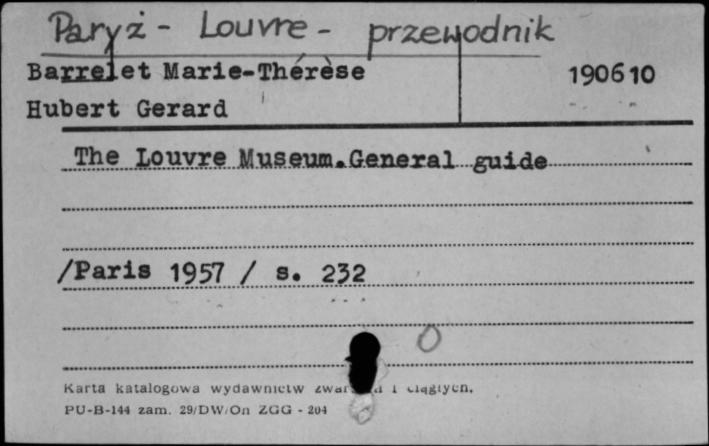 Paryż - Louvre - przewodnik
Barrelet Marie-Thérèse 190610
Hubert Gerard
The Louvre Museum.General guide
/Paris 1957 / s. 232
O
Karta katalogowa wydawnictw i ciągłych.
PU-B-144 zam. 29/DW/On ZGG - 204